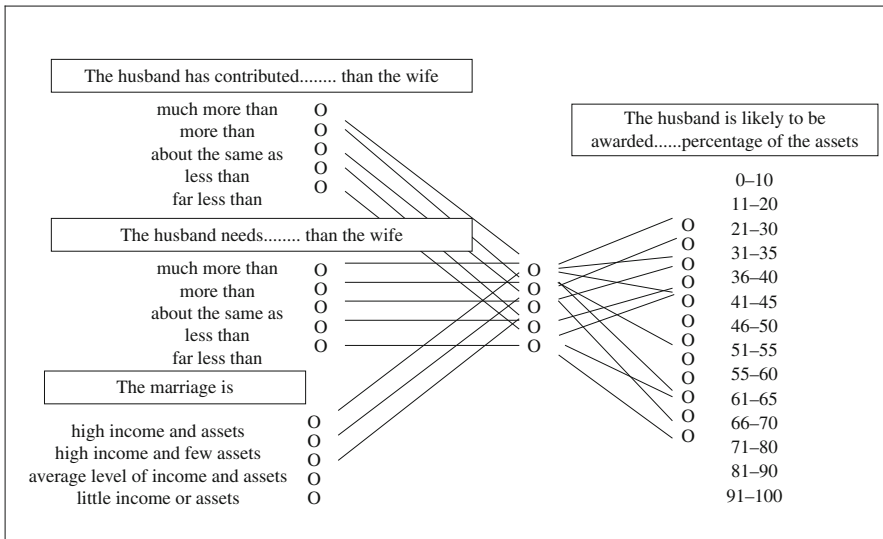 The husband has contributed........ than the wife
much more than O
more than O
about the same as O
less than O
far less than O
The husband needs........ than the wife
much more than O
more than O
about the same as O
less than O
far less than O
The marriage is
high income and assets O
high income and few assets O
average level of income and assets O
little income or assets O
O
O
O
O
O
The husband is likely to be
awarded......percentage of the assets
0–10
11–20
O 21–30
O 31–35
O 36–40
O 41–45
O 46–50
O 51–55
O 55–60
O 61–65
O 66–70
O 71–80
O 81–90
O 91–100